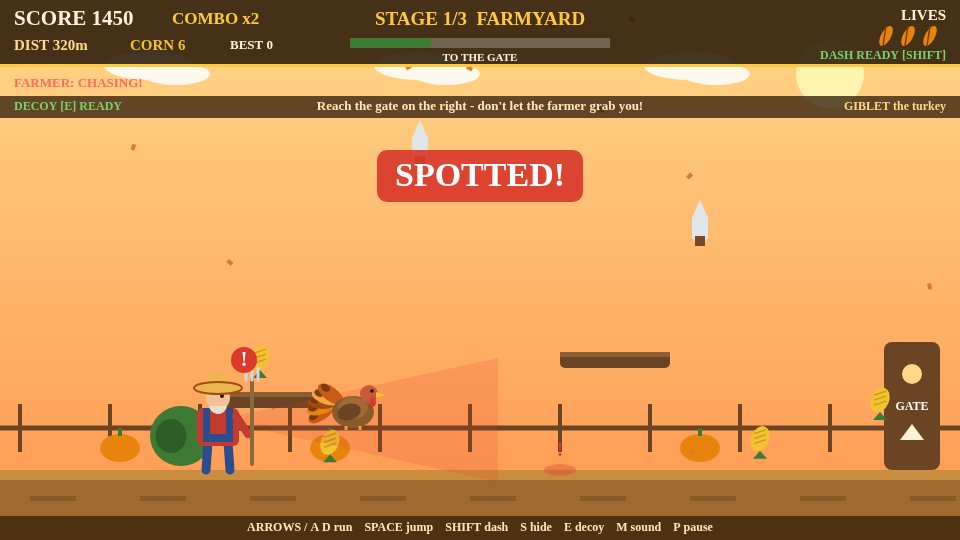 SCORE 1450
COMBO x2
STAGE 1/3 FARMYARD
LIVES
DIST 320m
CORN 6
BEST 0
TO THE GATE
DASH READY [SHIFT]
FARMER: CHASING!
DECOY [E] READY
Reach the gate on the right - don't let the farmer grab you!
GIBLET the turkey
SPOTTED!
!
GATE
!
ARROWS / A D run SPACE jump SHIFT dash S hide E decoy M sound P pause